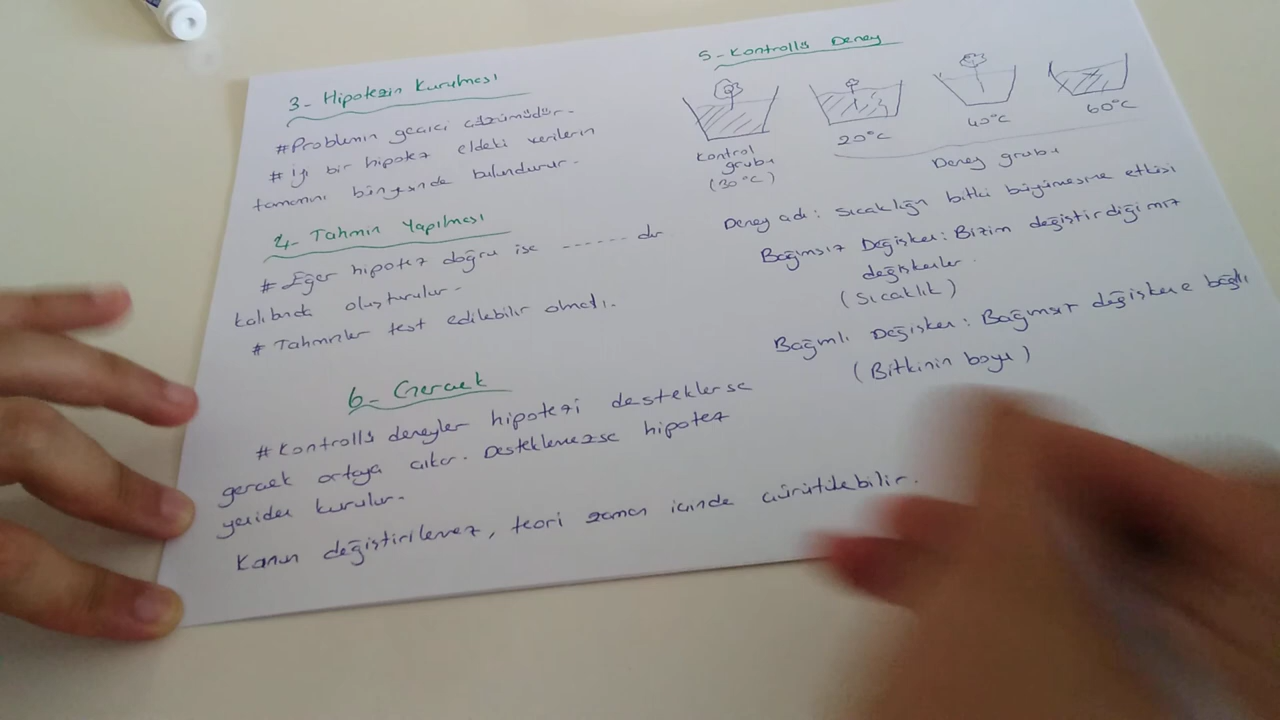 3- Hipotezin Kurulması
#Problemin geçici çözümüdür.
# iyi bir hipotez eldeki verilerin
tamamını bünyesinde bulundurur.
4- Tahmin Yapılması
# Eğer hipotez doğru ise ------ dır
kalıbında oluşturulur.
# Tahminler test edilebilir olmalı.
5- Kontrollü Deney
kontrol
grubu
(30°C)
20°C
40°C
60°C
Deney grubu
Deney adı: Sıcaklığın bitki büyümesine etkisi
Bağımsız Değişken: Bizim değiştirdiğimiz
değişkenler.
(Sıcaklık)
Bağımlı Değişken: Bağımsız değişkene bağlı
(Bitkinin boyu)
6- Gerçek
#Kontrollü deneyler hipotezi desteklerse
gerçek ortaya çıkar. Desteklemezse hipotez
yeniden kurulur.
Kanun değiştirilemez, teori zaman içinde çürütülebilir.